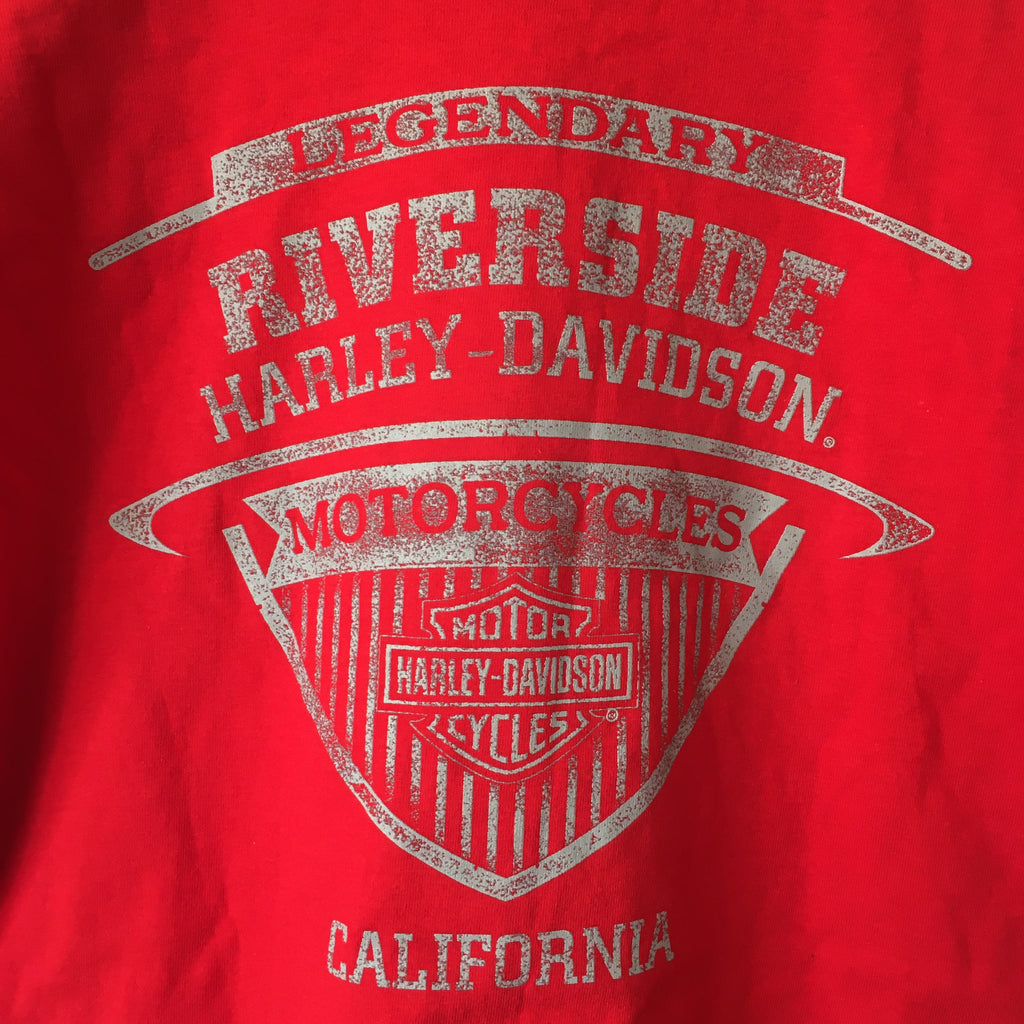 LEGENDARY
RIVERSIDE
HARLEY-DAVIDSON®
MOTORCYCLES
MOTOR
HARLEY-DAVIDSON
CYCLES®
CALIFORNIA